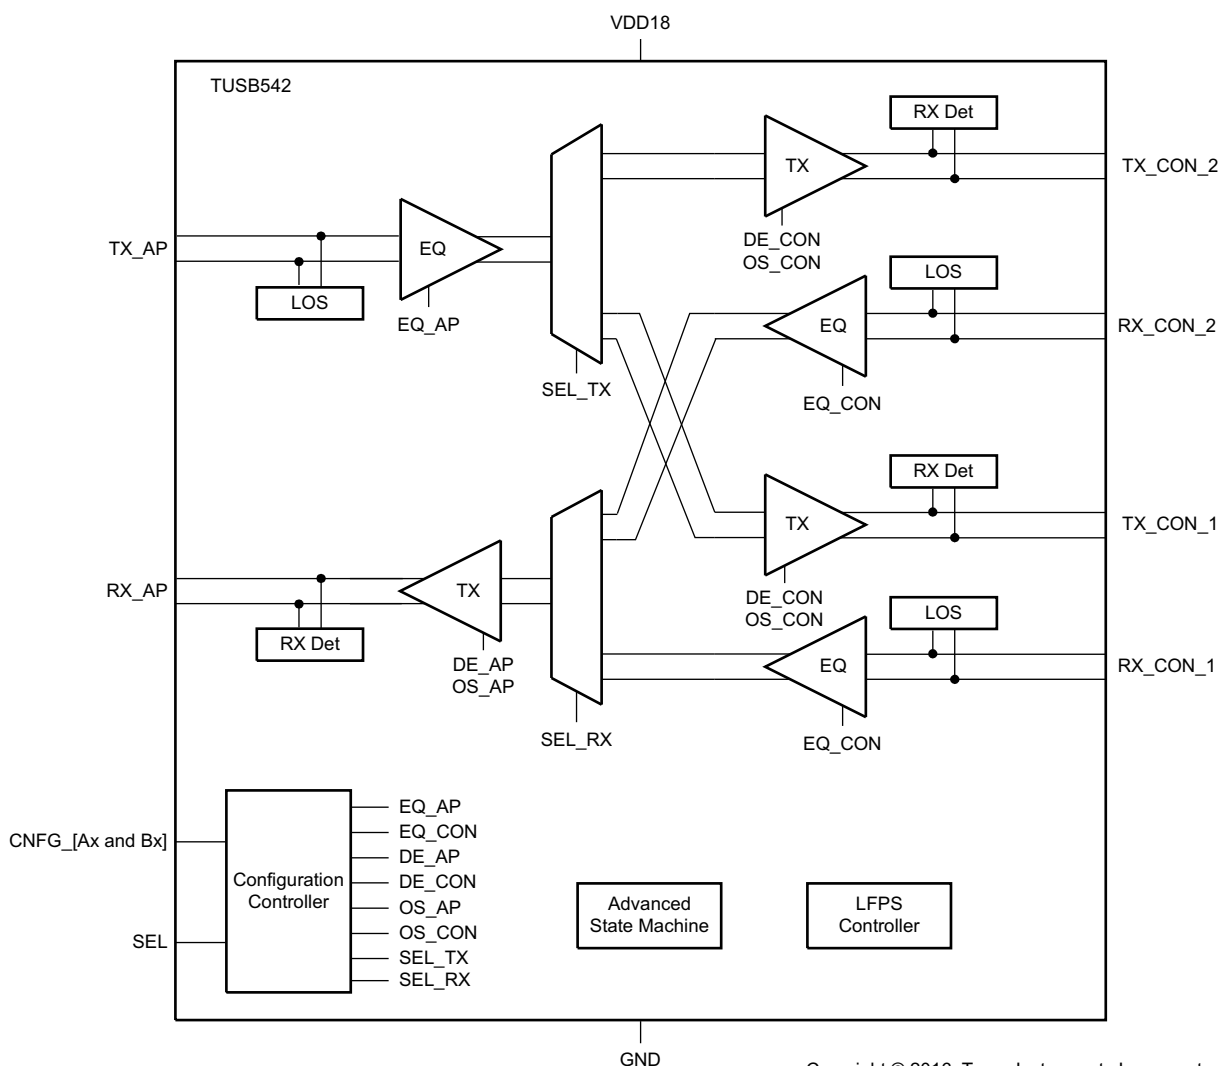 VDD18
TUSB542
RX Det
TX
TX_CON_2
DE_CON
OS_CON
TX_AP
EQ
LOS
EQ_AP
LOS
EQ
RX_CON_2
EQ_CON
SEL_TX
RX Det
TX
TX_CON_1
DE_CON
OS_CON
RX_AP
TX
RX Det
DE_AP
OS_AP
LOS
EQ
RX_CON_1
EQ_CON
SEL_RX
CNFG_[Ax and Bx]
SEL
Configuration
Controller
EQ_AP
EQ_CON
DE_AP
DE_CON
OS_AP
OS_CON
SEL_TX
SEL_RX
Advanced
State Machine
LFPS
Controller
GND